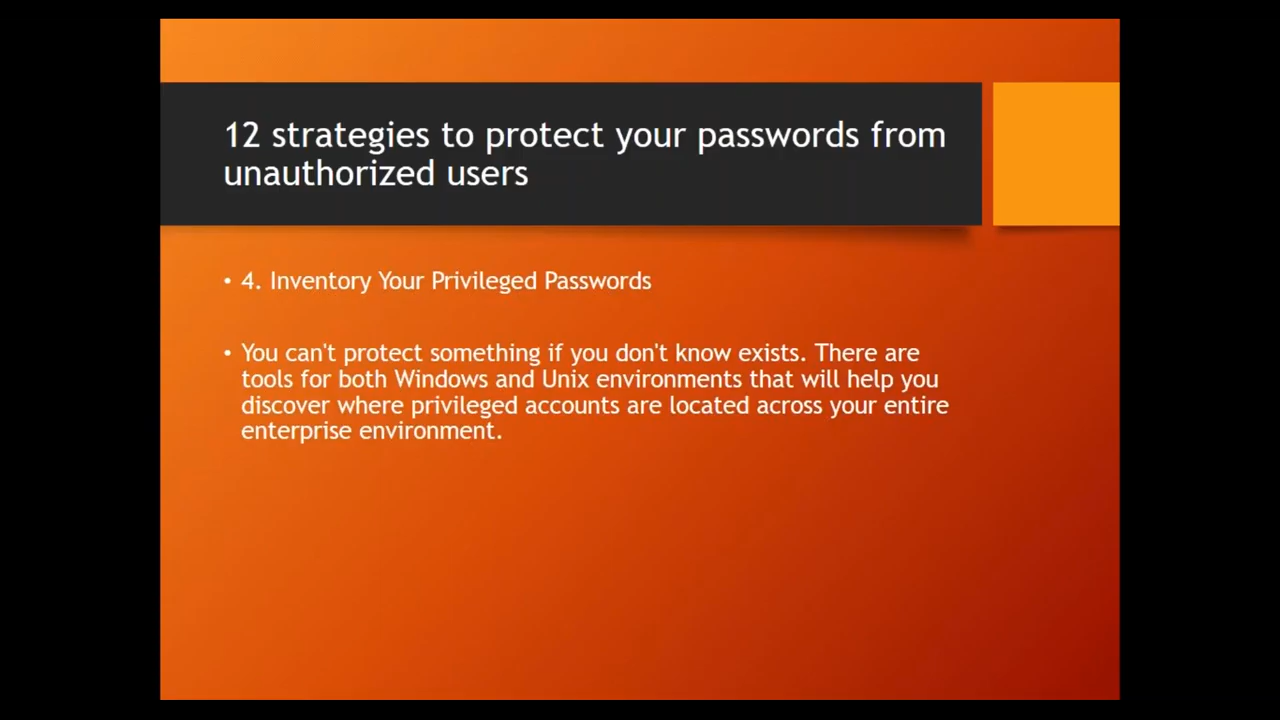 12 strategies to protect your passwords from
unauthorized users
• 4. Inventory Your Privileged Passwords
• You can't protect something if you don't know exists. There are
tools for both Windows and Unix environments that will help you
discover where privileged accounts are located across your entire
enterprise environment.